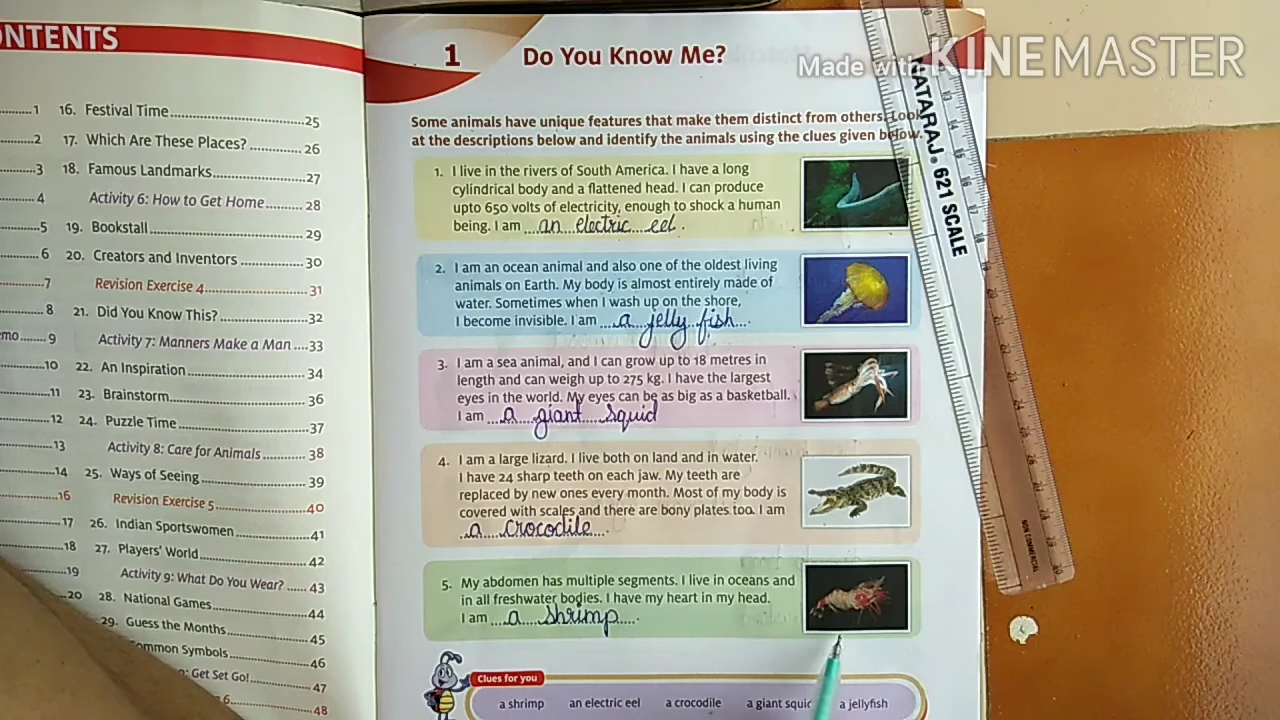 ONTENTS
..........1
..........2
..........3
..........4
..........5
..........6
..........7
..........8
emo ....... 9
..........10
..........11
..........12
..........13
..........14
..........16
..........17
..........18
..........19
..........20
16. Festival Time ..........25
17. Which Are These Places? .......... 26
18. Famous Landmarks ..........27
Activity 6: How to Get Home .......... 28
19. Bookstall .......... 29
20. Creators and Inventors .......... 30
Revision Exercise 4 .......... 31
21. Did You Know This? .......... 32
Activity 7: Manners Make a Man ....33
22. An Inspiration .......... 34
23. Brainstorm .......... 36
24. Puzzle Time .......... 37
Activity 8: Care for Animals .......... 38
25. Ways of Seeing .......... 39
Revision Exercise 5 .......... 40
26. Indian Sportswomen .......... 41
27. Players' World .......... 42
Activity 9: What Do You Wear? ...... 43
28. National Games .......... 44
29. Guess the Months .......... 45
ommon Symbols .......... 46
: Get Set Go! .......... 47
6 .......... 48
1 Do You Know Me?
Some animals have unique features that make them distinct from others. Look
at the descriptions below and identify the animals using the clues given below.
1. I live in the rivers of South America. I have a long
cylindrical body and a flattened head. I can produce
upto 650 volts of electricity, enough to shock a human
being. I am ....an electric eel.
2. I am an ocean animal and also one of the oldest living
animals on Earth. My body is almost entirely made of
water. Sometimes when I wash up on the shore,
I become invisible. I am ....a jelly fish....
3. I am a sea animal, and I can grow up to 18 metres in
length and can weigh up to 275 kg. I have the largest
eyes in the world. My eyes can be as big as a basketball.
I am ....a giant squid
4. I am a large lizard. I live both on land and in water.
I have 24 sharp teeth on each jaw. My teeth are
replaced by new ones every month. Most of my body is
covered with scales and there are bony plates too. I am
....a crocodile....
5. My abdomen has multiple segments. I live in oceans and
in all freshwater bodies. I have my heart in my head.
I am ....a shrimp....
Clues for you
a shrimp an electric eel a crocodile a giant squi a jellyfish
Made with KINEMASTER
NATARAJ • 621 SCALE